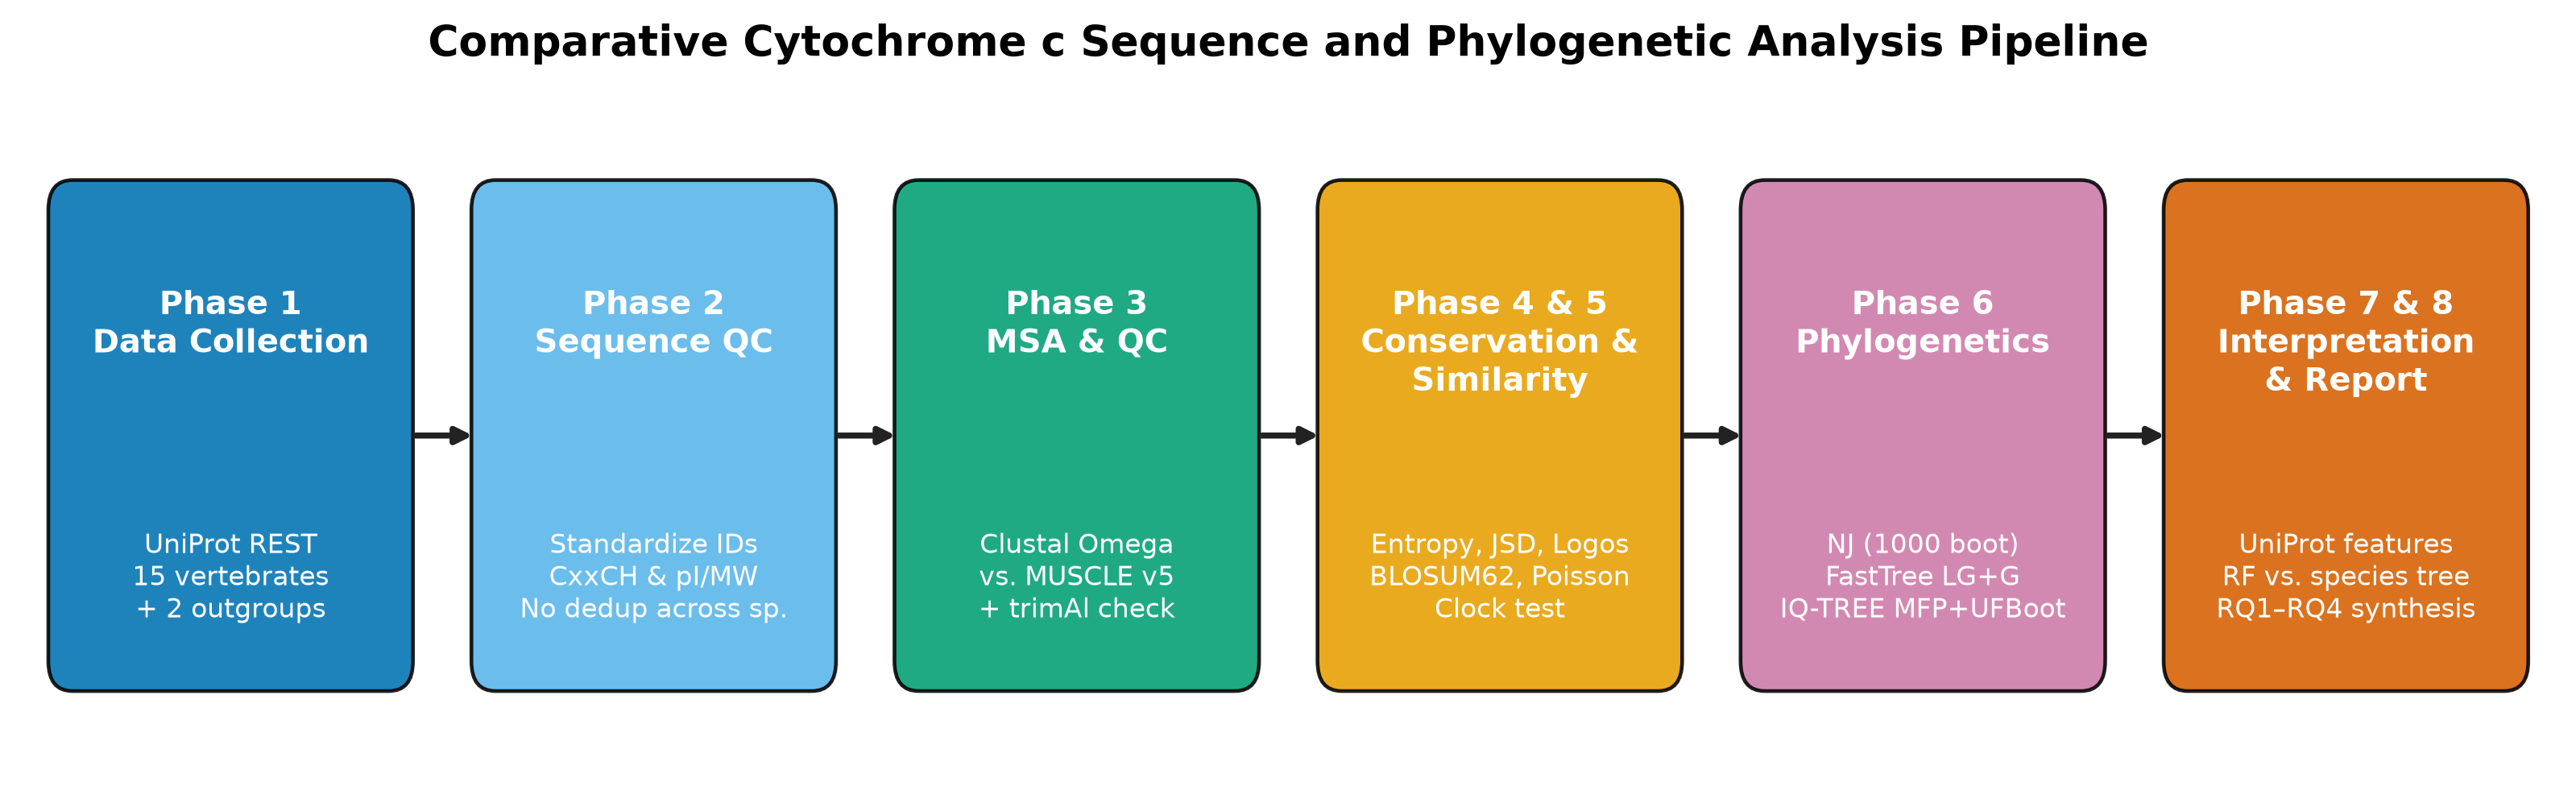 Comparative Cytochrome c Sequence and Phylogenetic Analysis Pipeline
Phase 1
Data Collection
UniProt REST
15 vertebrates
+ 2 outgroups
Phase 2
Sequence QC
Standardize IDs
CxxCH & pI/MW
No dedup across sp.
Phase 3
MSA & QC
Clustal Omega
vs. MUSCLE v5
+ trimAl check
Phase 4 & 5
Conservation &
Similarity
Entropy, JSD, Logos
BLOSUM62, Poisson
Clock test
Phase 6
Phylogenetics
NJ (1000 boot)
FastTree LG+G
IQ-TREE MFP+UFBoot
Phase 7 & 8
Interpretation
& Report
UniProt features
RF vs. species tree
RQ1–RQ4 synthesis